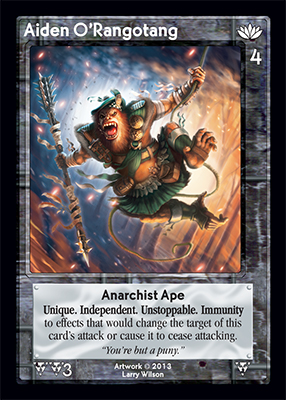 Aiden O'Rangotang
4
Anarchist Ape
Unique. Independent. Unstoppable. Immunity
to effects that would change the target of this
card's attack or cause it to cease attacking.
"You're but a puny."
3
Artwork © 2013
Larry Wilson